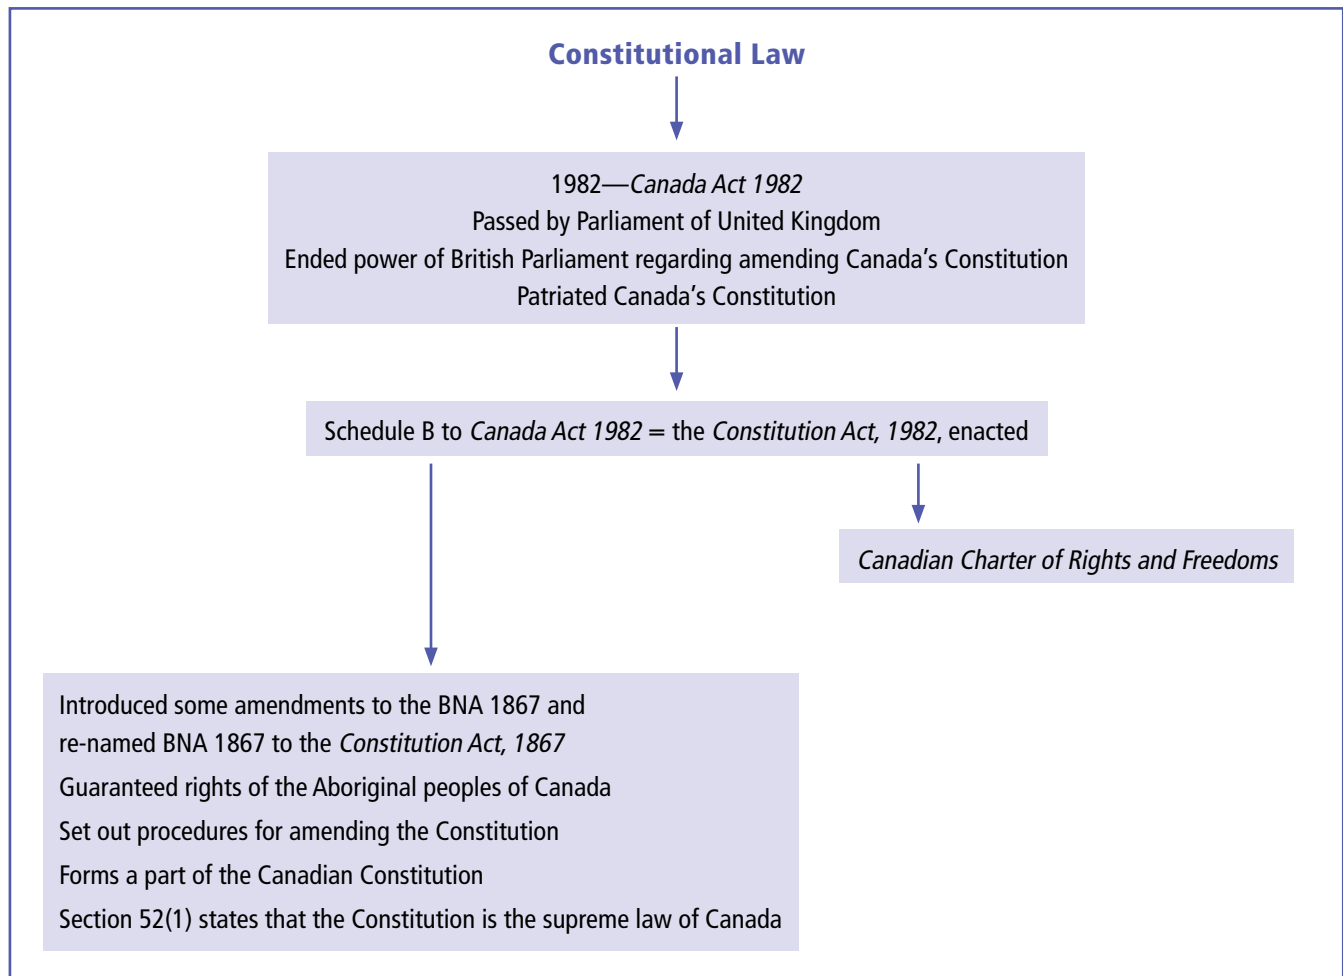 Constitutional Law
1982—Canada Act 1982
Passed by Parliament of United Kingdom
Ended power of British Parliament regarding amending Canada’s Constitution
Patriated Canada’s Constitution
Schedule B to Canada Act 1982 = the Constitution Act, 1982, enacted
Canadian Charter of Rights and Freedoms
Introduced some amendments to the BNA 1867 and
re-named BNA 1867 to the Constitution Act, 1867
Guaranteed rights of the Aboriginal peoples of Canada
Set out procedures for amending the Constitution
Forms a part of the Canadian Constitution
Section 52(1) states that the Constitution is the supreme law of Canada